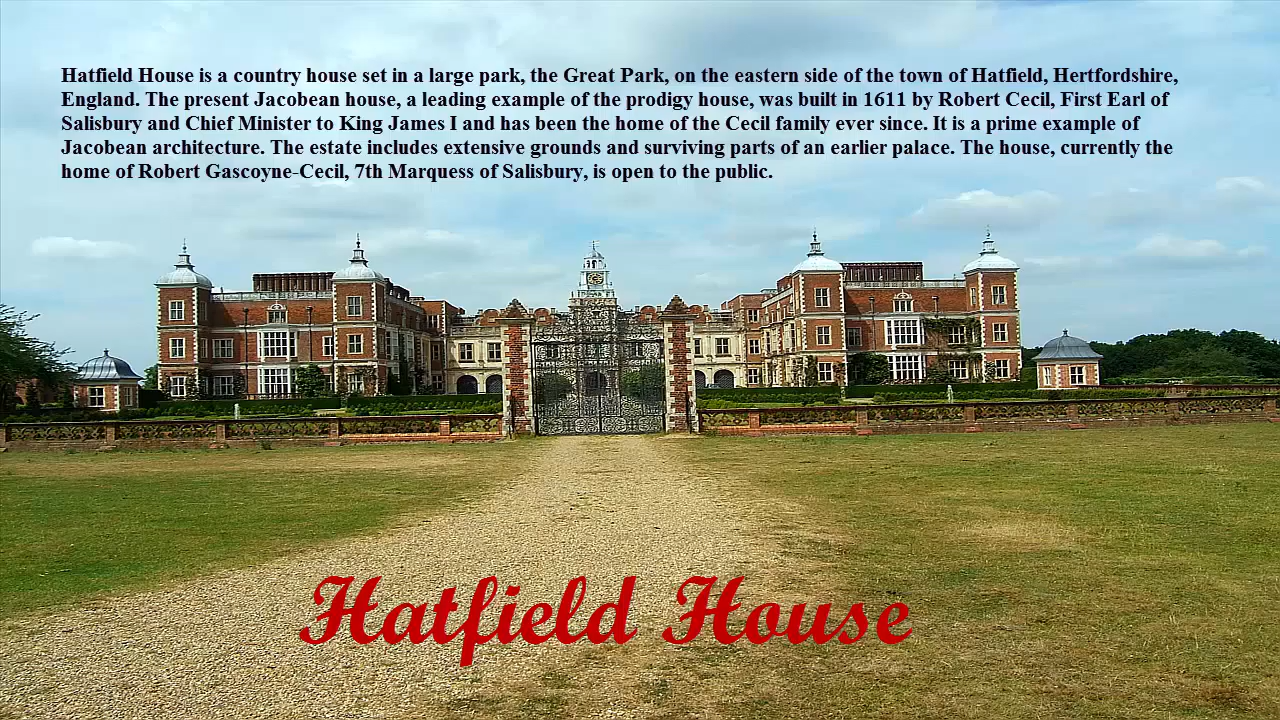 Hatfield House is a country house set in a large park, the Great Park, on the eastern side of the town of Hatfield, Hertfordshire,
England. The present Jacobean house, a leading example of the prodigy house, was built in 1611 by Robert Cecil, First Earl of
Salisbury and Chief Minister to King James I and has been the home of the Cecil family ever since. It is a prime example of
Jacobean architecture. The estate includes extensive grounds and surviving parts of an earlier palace. The house, currently the
home of Robert Gascoyne-Cecil, 7th Marquess of Salisbury, is open to the public.
Hatfield House